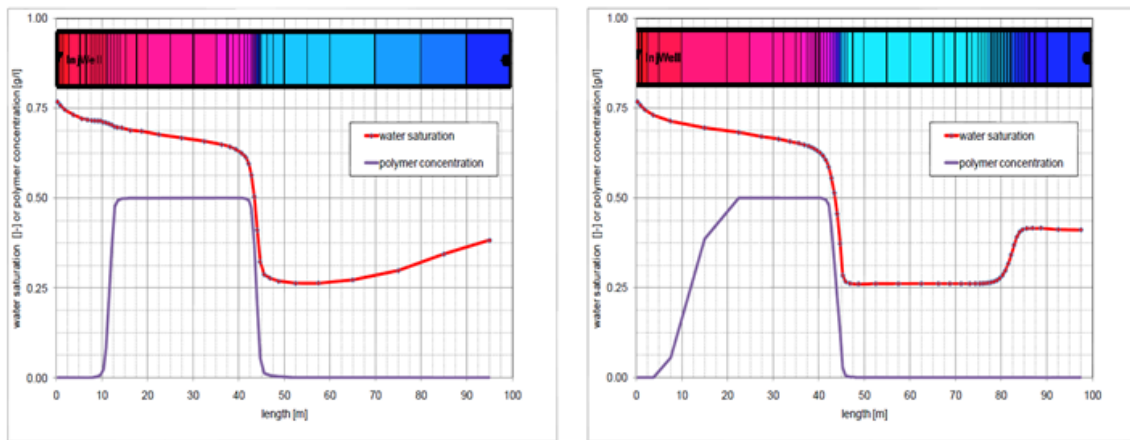 1.00
InjWell
0.75
water saturation
polymer concentration
0.50
0.25
0.00
0 10 20 30 40 50 60 70 80 90 100
length [m]
water saturation [[-] or polymer concentration [g/l]
1.00
InjWell
0.75
water saturation
polymer concentration
0.50
0.25
0.00
0 10 20 30 40 50 60 70 80 90 100
length [m]
water saturation [[-] or polymer concentration [g/l]